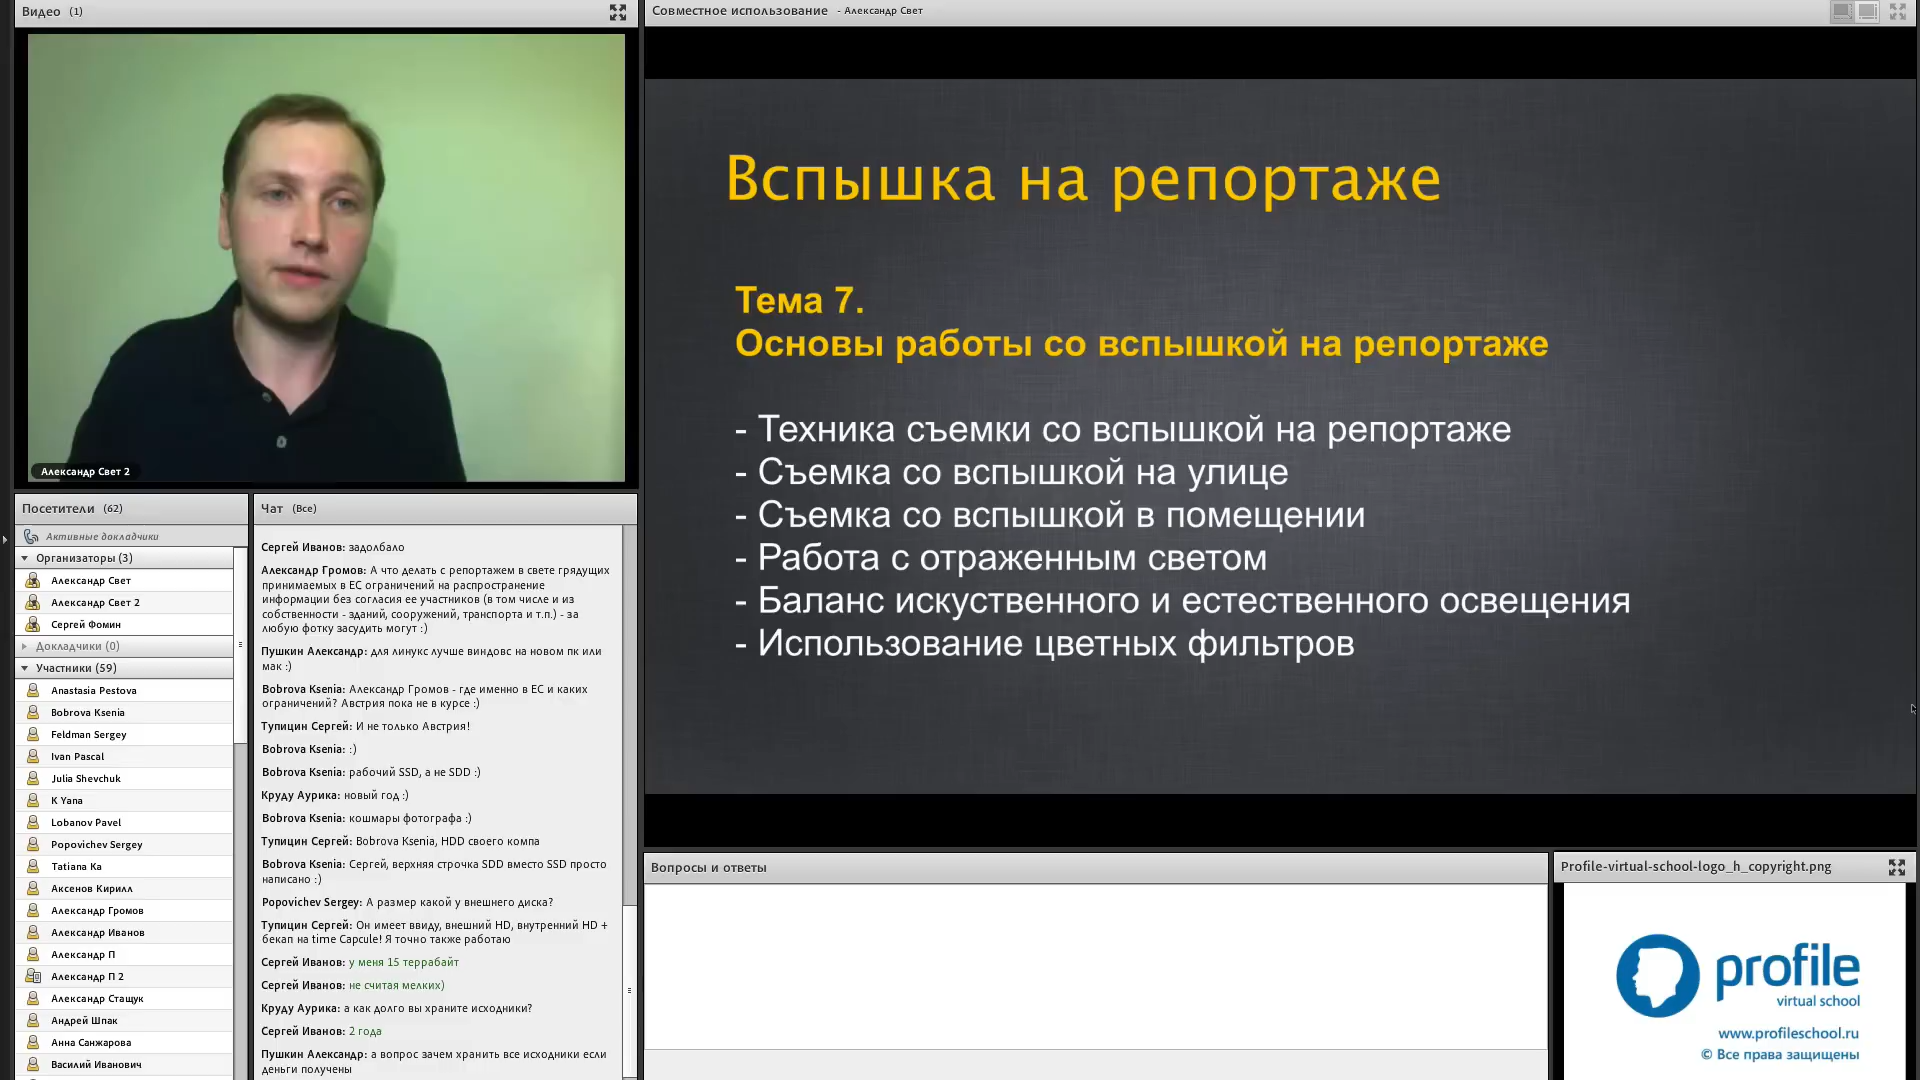 Видео (1)
Александр Свет 2
Посетители (62)
Активные докладчики
Организаторы (3)
Александр Свет
Александр Свет 2
Сергей Фомин
Докладчики (0)
Участники (59)
Anastasia Pestova
Bobrova Ksenia
Feldman Sergey
Ivan Pascal
Julia Shevchuk
K Yana
Lobanov Pavel
Popovichev Sergey
Tatiana Ka
Аксенов Кирилл
Александр Громов
Александр Иванов
Александр П
Александр П 2
Александр Стащук
Андрей Шпак
Анна Санжарова
Василий Иванович
Чат (Все)
Сергей Иванов: задолбало
Александр Громов: А что делать с репортажем в свете грядущих
принимаемых в ЕС ограничений на распространение
информации без согласия ее участников (в том числе и из
собственности - зданий, сооружений, транспорта и т.п.) - за
любую фотку засудить могут :)
Пушкин Александр: для линукс лучше виндовс на новом пк или
мак :)
Bobrova Ksenia: Александр Громов - где именно в ЕС и каких
ограничений? Австрия пока не в курсе :)
Тупицин Сергей: И не только Австрия!
Bobrova Ksenia: :)
Bobrova Ksenia: рабочий SSD, а не SDD :)
Круду Аурика: новый год :)
Bobrova Ksenia: кошмары фотографа :)
Тупицин Сергей: Bobrova Ksenia, HDD своего компа
Bobrova Ksenia: Сергей, верхняя строчка SDD вместо SSD просто
написано :)
Popovichev Sergey: А размер какой у внешнего диска?
Тупицин Сергей: Он имеет ввиду, внешний HD, внутренний HD +
бекап на time Capcule! Я точно также работаю
Сергей Иванов: у меня 15 террабайт
Сергей Иванов: не считая мелких)
Круду Аурика: а как долго вы храните исходники?
Сергей Иванов: 2 года
Пушкин Александр: а вопрос зачем хранить все исходники если
деньги получены
Совместное использование - Александр Свет
Вспышка на репортаже
Тема 7.
Основы работы со вспышкой на репортаже
- Техника съемки со вспышкой на репортаже
- Съемка со вспышкой на улице
- Съемка со вспышкой в помещении
- Работа с отраженным светом
- Баланс искуственного и естественного освещения
- Использование цветных фильтров
Вопросы и ответы
Profile-virtual-school-logo_h_copyright.png
profile
virtual school
www.profileschool.ru
© Все права защищены